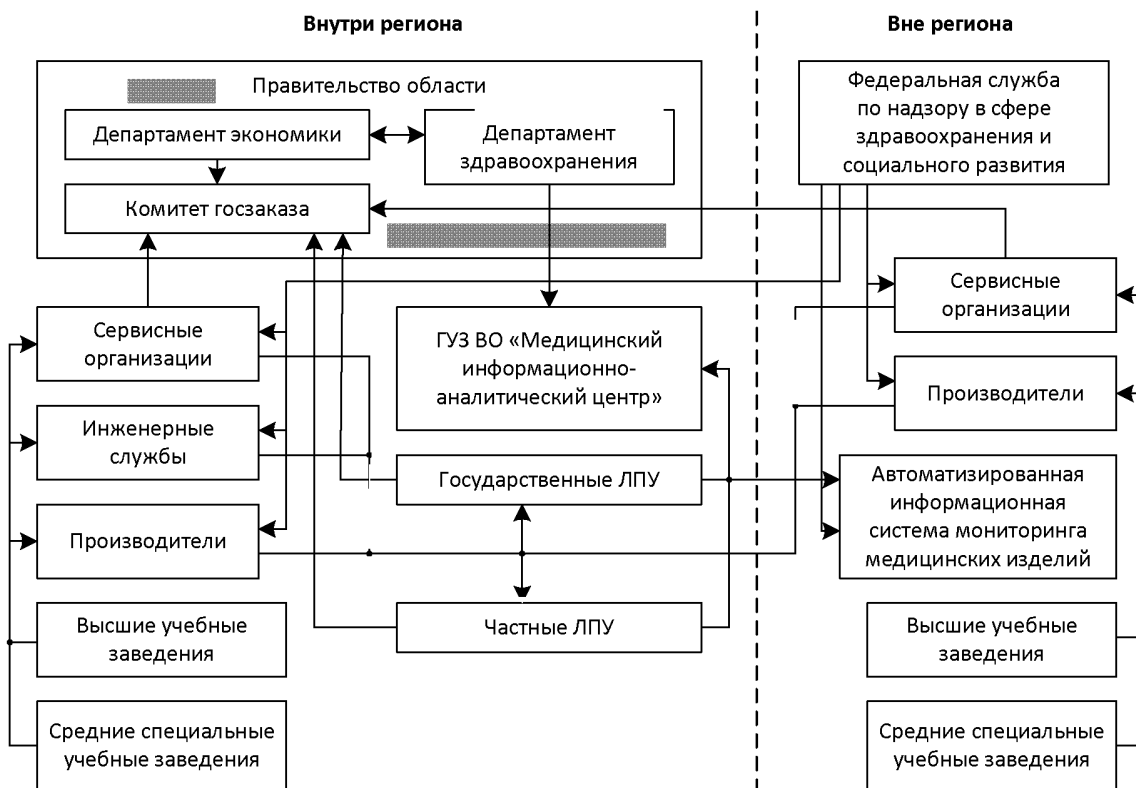 Внутри региона
Вне региона
Правительство области
Департамент экономики
Департамент
здравоохранения
Комитет госзаказа
Федеральная служба
по надзору в сфере
здравоохранения и
социального развития
Сервисные
организации
Инженерные
службы
Производители
Высшие учебные
заведения
Средние специальные
учебные заведения
ГУЗ ВО «Медицинский
информационно-
аналитический центр»
Государственные ЛПУ
Частные ЛПУ
Сервисные
организации
Производители
Автоматизированная
информационная
система мониторинга
медицинских изделий
Высшие учебные
заведения
Средние специальные
учебные заведения